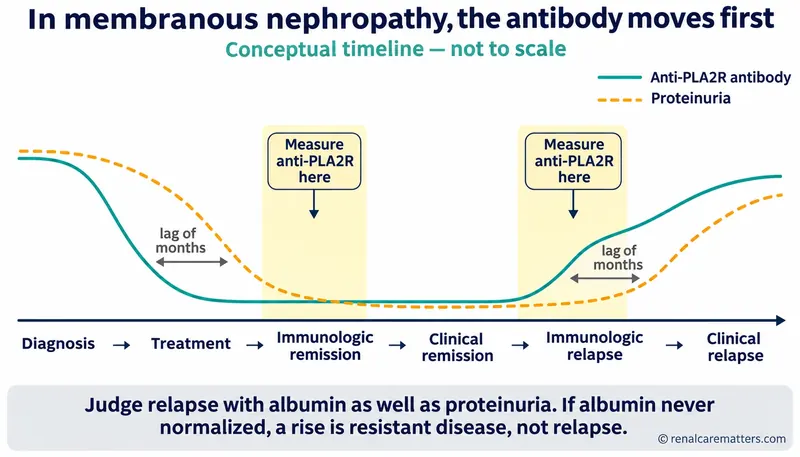 In membranous nephropathy, the antibody moves first
Conceptual timeline — not to scale
Anti-PLA2R antibody
Proteinuria
Measure
anti-PLA2R
here
Measure
anti-PLA2R
here
lag of
months
lag of
months
Diagnosis → Treatment → Immunologic
remission → Clinical
remission → Immunologic
relapse → Clinical
relapse
Judge relapse with albumin as well as proteinuria. If albumin never
normalized, a rise is resistant disease, not relapse.
© renalcarematters.com